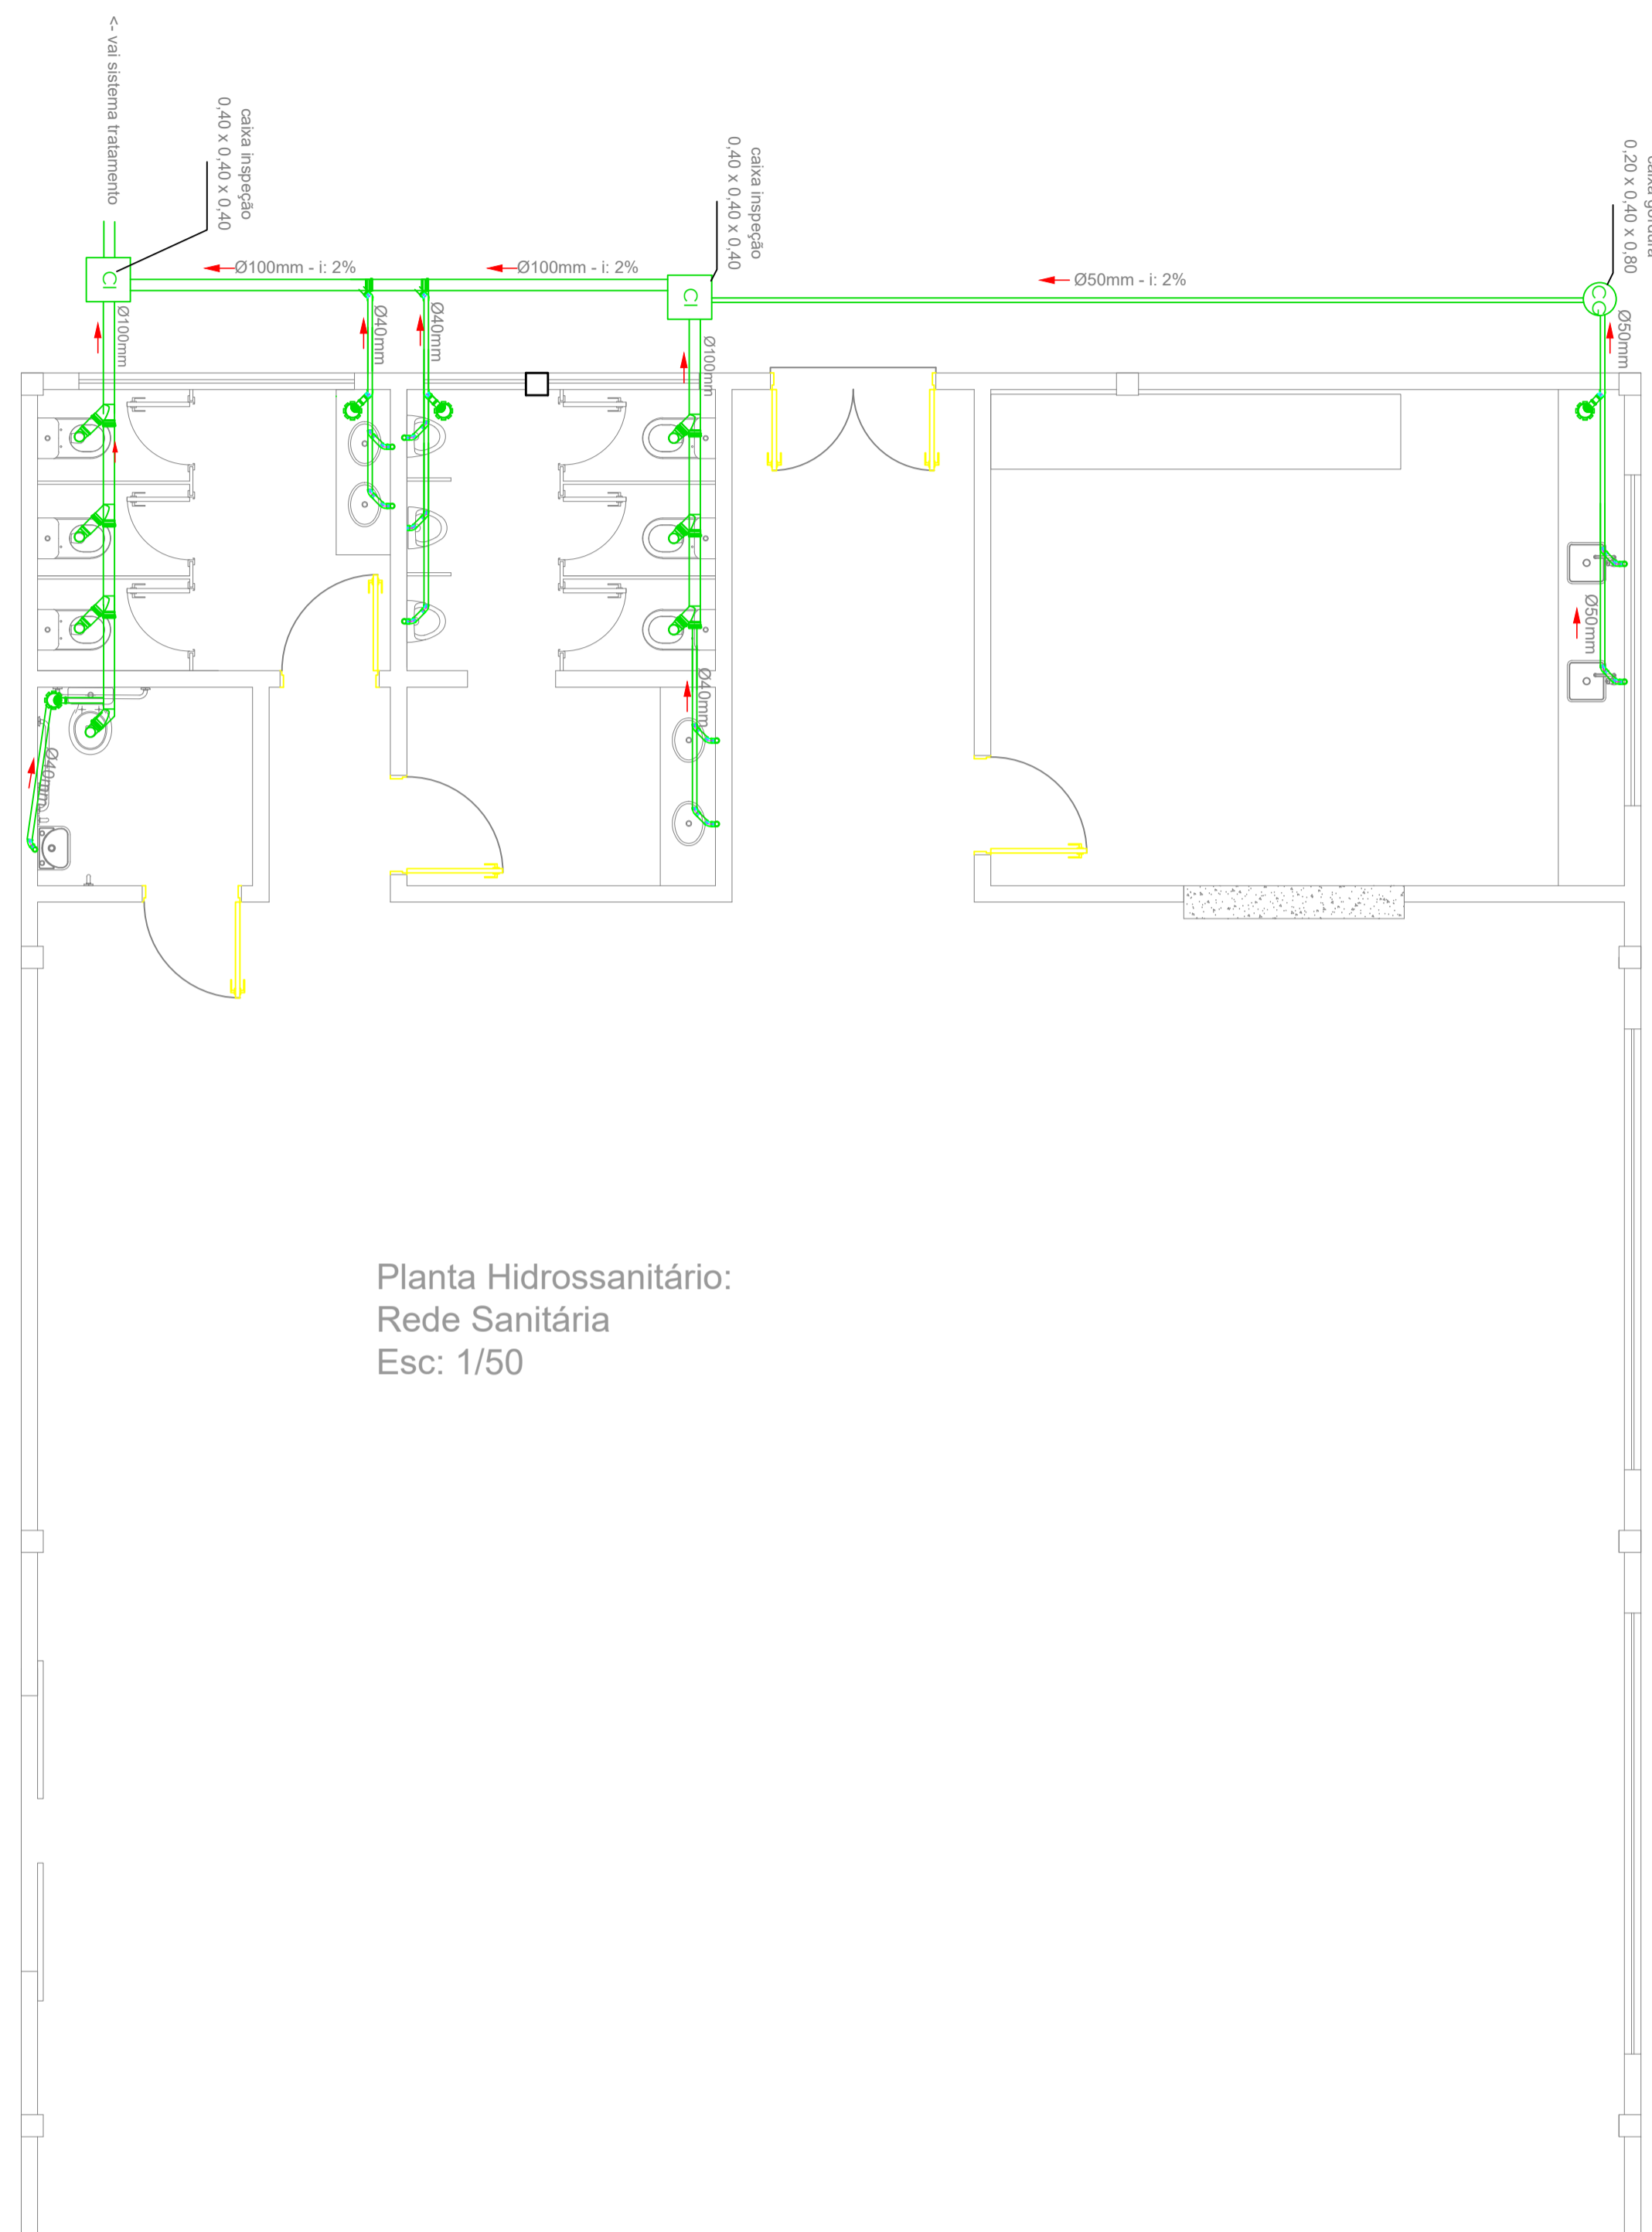 <- vai sistema tratamento
caixa inspeção
0,40 x 0,40 x 0,40
caixa inspeção
0,40 x 0,40 x 0,40
caixa gordura
0,20 x 0,40 x 0,80
CI
Ø100mm - i: 2%
Ø100mm - i: 2%
CI
Ø50mm - i: 2%
CG
Ø100mm
Ø40mm
Ø40mm
Ø100mm
Ø50mm
Ø50mm
Ø40mm
Ø40mm
Planta Hidrossanitário:
Rede Sanitária
Esc: 1/50